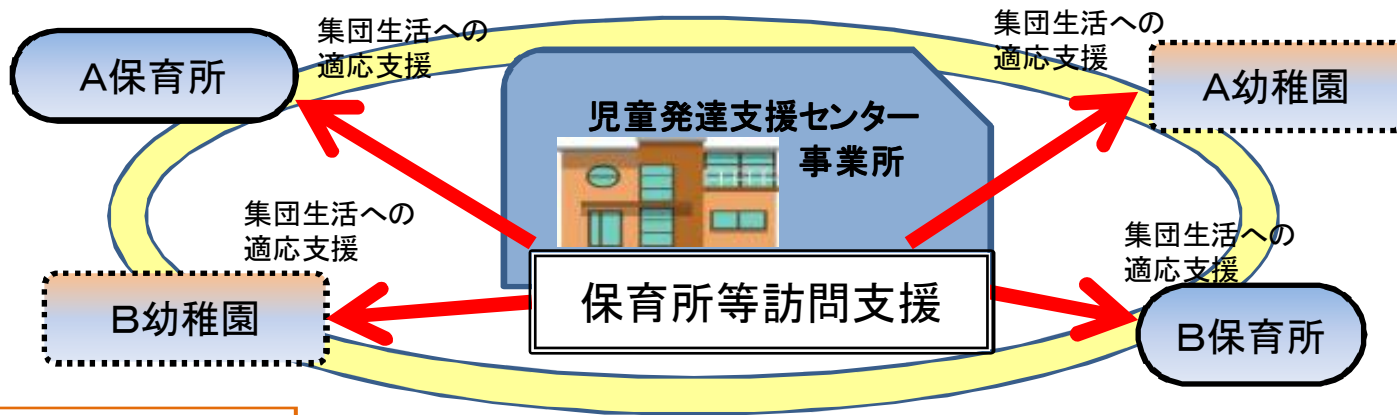 集団生活への
適応支援
A保育所
集団生活への
適応支援
A幼稚園
児童発達支援センター
事業所
集団生活への
適応支援
B幼稚園
保育所等訪問支援
集団生活への
適応支援
B保育所